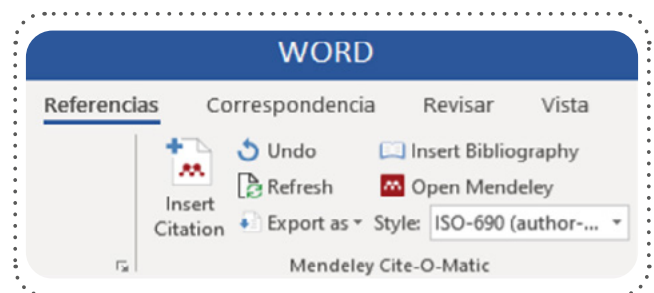 WORD
Referencias Correspondencia Revisar Vista
Undo Insert Bibliography
Refresh Open Mendeley
Insert
Citation
Export as Style: ISO-690 (author-...
Mendeley Cite-O-Matic